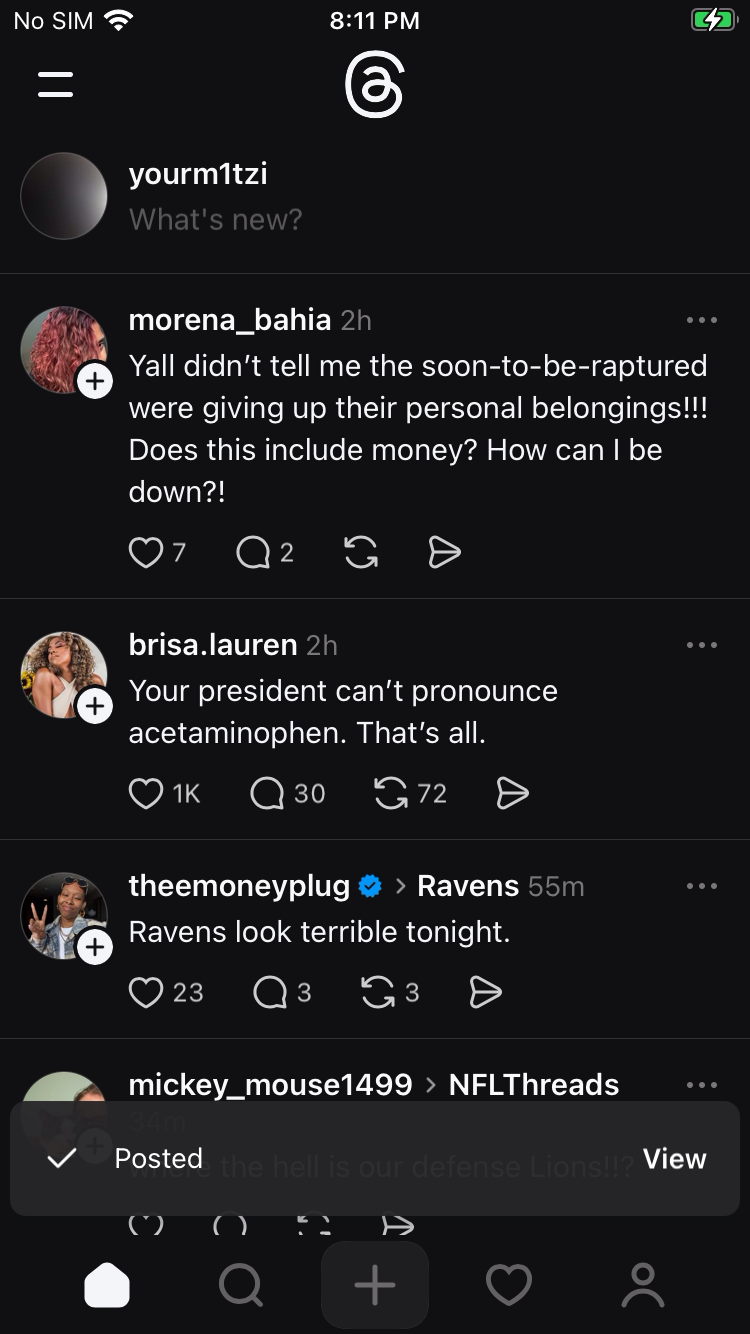 No SIM 8:11 PM
yourm1tzi
What's new?
morena_bahia 2h
Yall didn’t tell me the soon-to-be-raptured
were giving up their personal belongings!!!
Does this include money? How can I be
down?!
7 2
brisa.lauren 2h
Your president can’t pronounce
acetaminophen. That’s all.
1K 30 72
theemoneyplug > Ravens 55m
Ravens look terrible tonight.
23 3 3
mickey_mouse1499 > NFLThreads
34m
Where the hell is our defense Lions!!?
Posted View